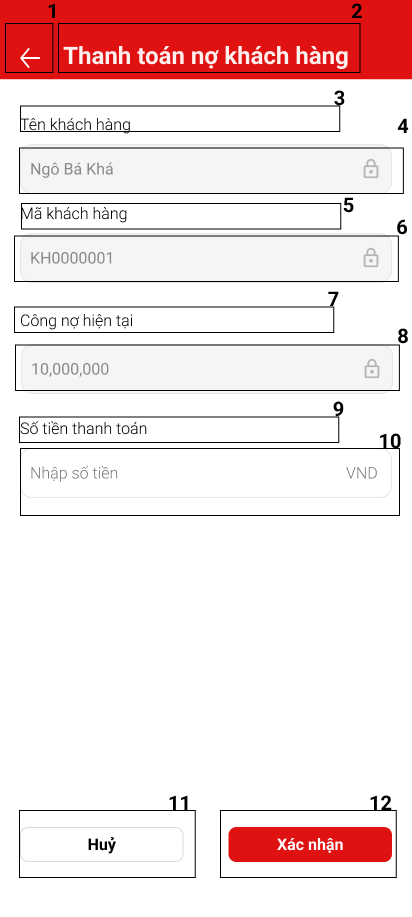 1
2
Thanh toán nợ khách hàng
3
Tên khách hàng
4
Ngô Bá Khá
5
Mã khách hàng
6
KH0000001
7
Công nợ hiện tại
8
10,000,000
9
Số tiền thanh toán
10
Nhập số tiền VND
11
12
Huỷ
Xác nhận